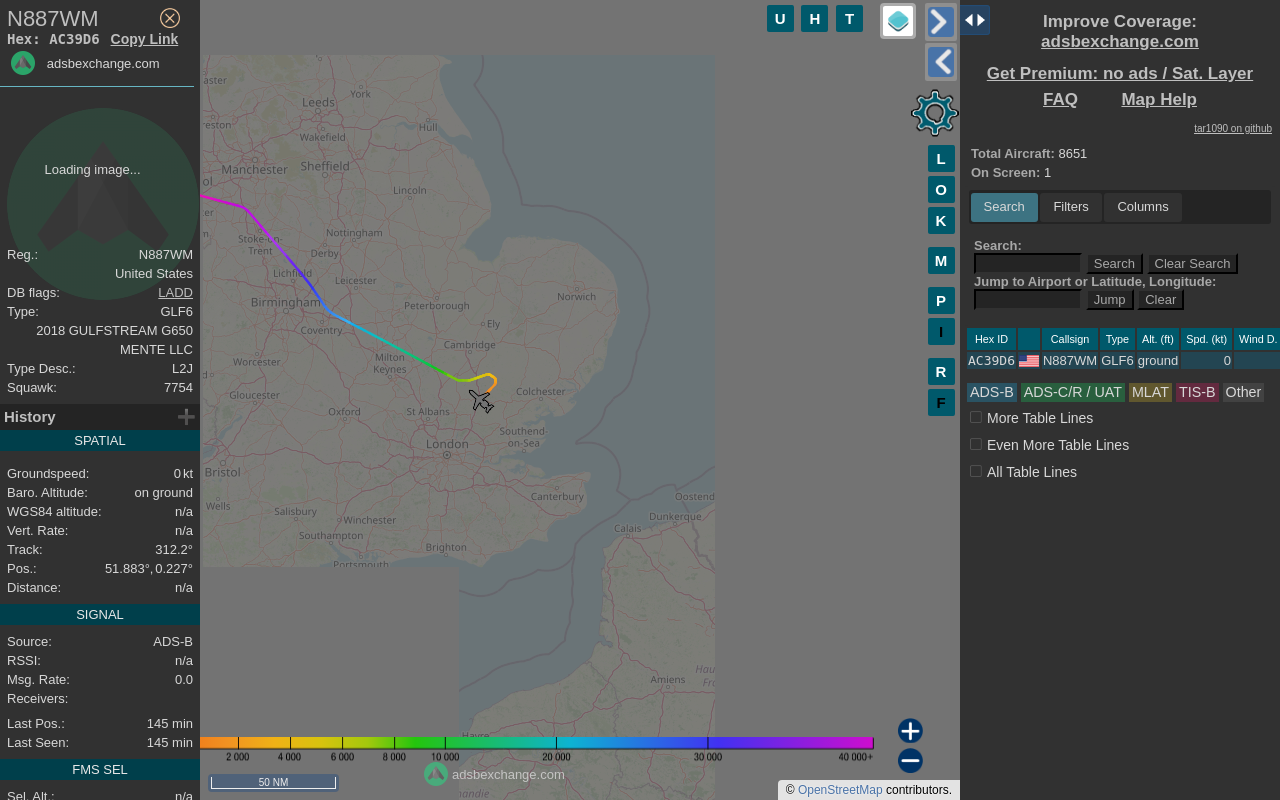 N887WM
Hex: AC39D6 Copy Link
adsbexchange.com
Loading image...
Reg.: N887WM
United States
DB flags: LADD
Type: GLF6
2018 GULFSTREAM G650
MENTE LLC
Type Desc.: L2J
Squawk: 7754
History
SPATIAL
Groundspeed: 0 kt
Baro. Altitude: on ground
WGS84 altitude: n/a
Vert. Rate: n/a
Track: 312.2°
Pos.: 51.883°, 0.227°
Distance: n/a
SIGNAL
Source: ADS-B
RSSI: n/a
Msg. Rate: 0.0
Receivers:
Last Pos.: 145 min
Last Seen: 145 min
FMS SEL
Sel. Alt.: n/a
U H T
L
O
K
M
P
I
R
F
York
Leeds
Hull
Wakefield
Manchester
Sheffield
Lincoln
Stoke-on-
Trent
Nottingham
Derby
Lichfield
Leicester
Norwich
Birmingham
Peterborough
Coventry
Ely
Cambridge
Worcester
Milton
Keynes
Colchester
Gloucester
Oxford
St Albans
Southend
-on-Sea
London
Bristol
Canterbury
Oostend
Wells
Salisbury
Winchester
Dunkerque
Calais
Southampton
Brighton
Portsmouth
Amiens
Havre
2 000 4 000 6 000 8 000 10 000 20 000 30 000 40 000+
adsbexchange.com
50 NM
© OpenStreetMap contributors.
Improve Coverage:
adsbexchange.com
Get Premium: no ads / Sat. Layer
FAQ Map Help
tar1090 on github
Total Aircraft: 8651
On Screen: 1
Search Filters Columns
Search:
Search Clear Search
Jump to Airport or Latitude, Longitude:
Jump Clear
Hex ID Callsign Type Alt. (ft) Spd. (kt) Wind D.
AC39D6 N887WM GLF6 ground 0
ADS-B ADS-C/R / UAT MLAT TIS-B Other
More Table Lines
Even More Table Lines
All Table Lines